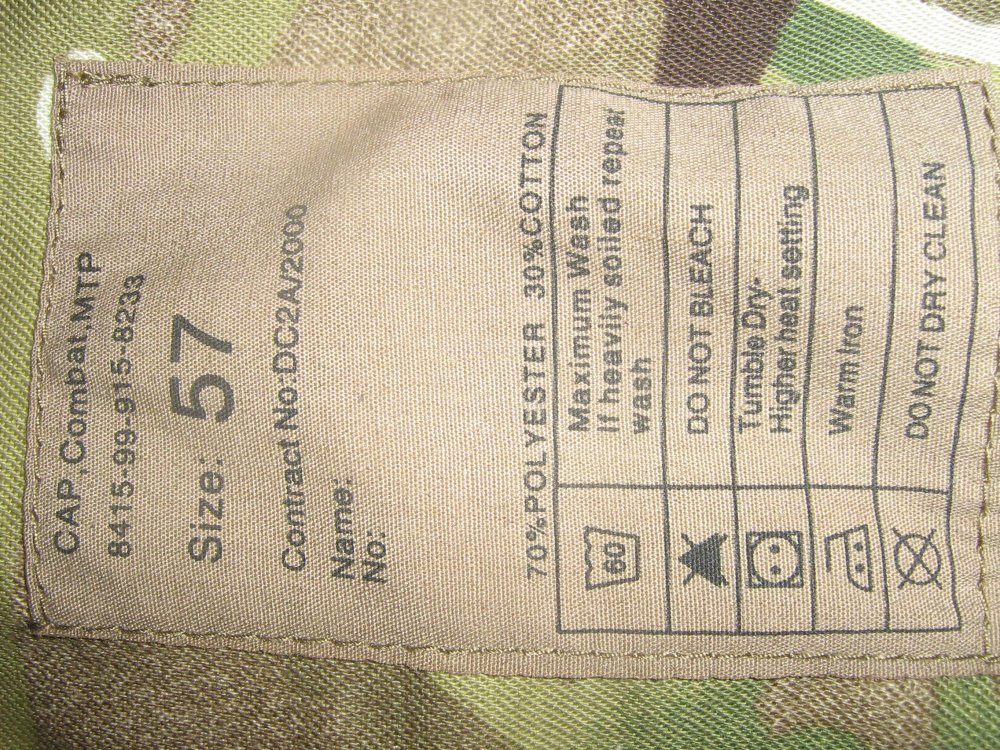 CAP,Combat,MTP
8415-99-915-8233
Size: 57
Contract No:DC2A/2000
Name:
No:
70%POLYESTER 30%COTTON
60 Maximum Wash
If heavily soiled repeat
wash
DO NOT BLEACH
Tumble Dry-
Higher heat setting
Warm Iron
DO NOT DRY CLEAN